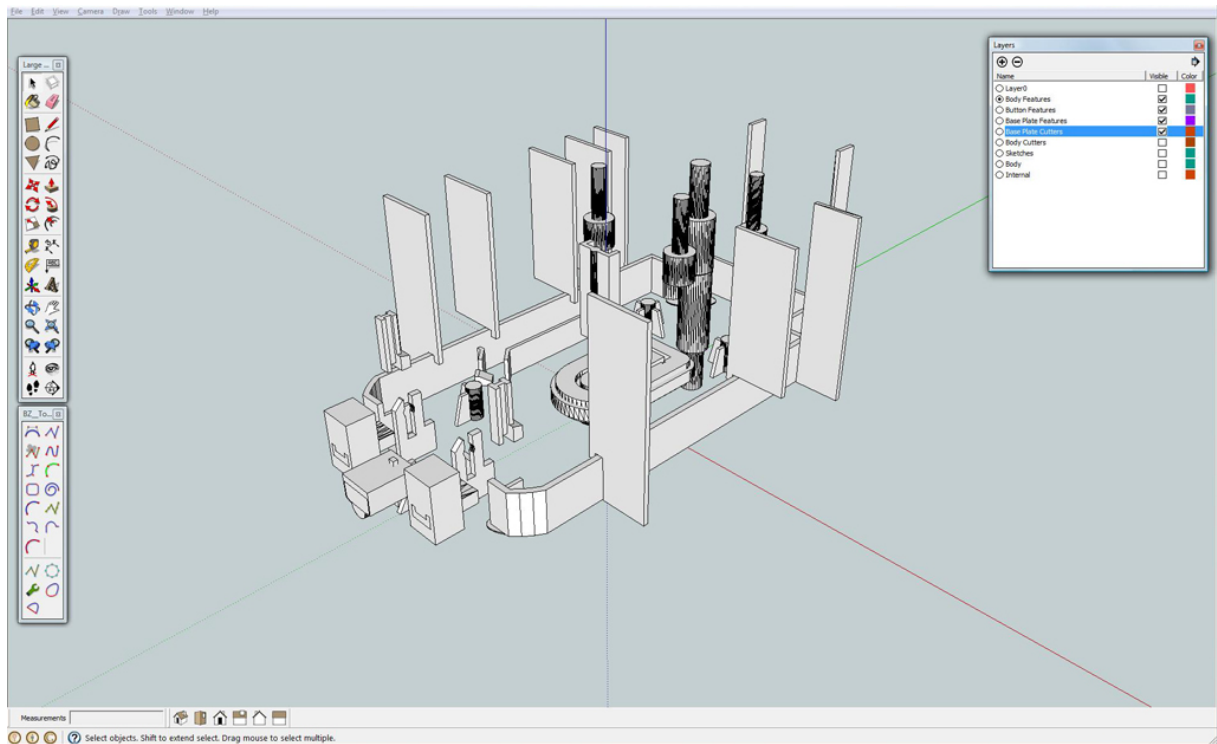 File Edit View Camera Draw Tools Window Help
Large ...
Layers
Name Visible Color
Layer0
Body Features
Button Features
Base Plate Features
Base Plate Cutters
Body Cutters
Sketches
Body
Internal
BZ__To...
Measurements
Select objects. Shift to extend select. Drag mouse to select multiple.